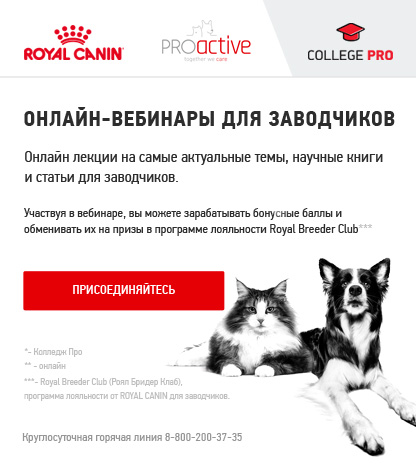 ROYAL CANIN
PROactive
together we care
COLLEGE PRO
ОНЛАЙН-ВЕБИНАРЫ ДЛЯ ЗАВОДЧИКОВ
Онлайн лекции на самые актуальные темы, научные книги
и статьи для заводчиков.
Участвуя в вебинаре, вы можете зарабатывать бонусные баллы и
обменивать их на призы в программе лояльности Royal Breeder Club***
ПРИСОЕДИНЯЙТЕСЬ
*- Колледж Про
** - онлайн
***- Royal Breeder Club (Роял Бридер Клаб),
программа лояльности от ROYAL CANIN для заводчиков.
Круглосуточная горячая линия 8-800-200-37-35